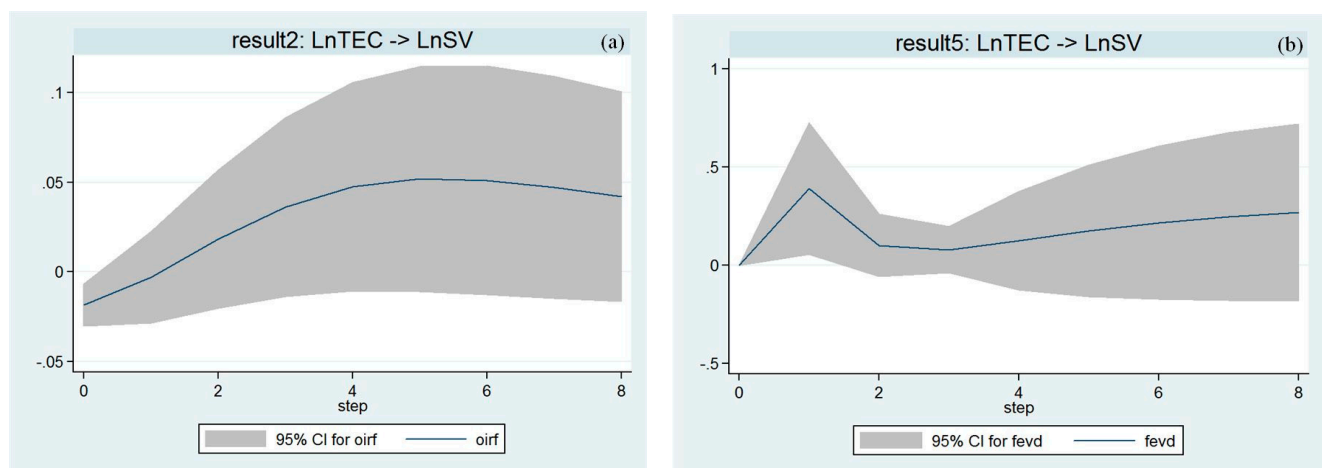 result2: LnTEC -> LnSV
(a)
.1
.05
0
-.05
0 2 4 6 8
step
95% CI for oirf oirf
result5: LnTEC -> LnSV
(b)
1
.5
0
-.5
0 2 4 6 8
step
95% CI for fevd fevd